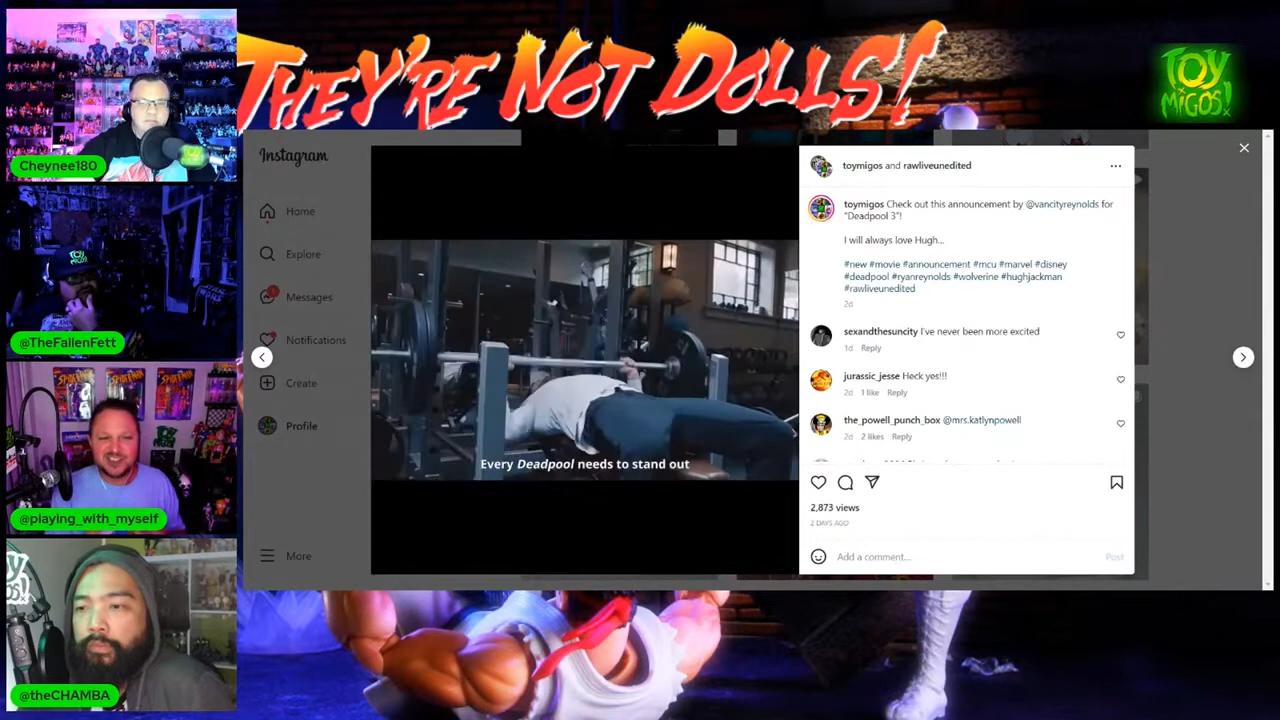 THEY'RE NOT DOLLS!
TOY
MIGOS!
Cheynee180
@TheFallenFett
@playing_with_myself
@theCHAMBA
Instagram
Home
Explore
Messages
Notifications
Create
Profile
More
Every Deadpool needs to stand out
toymigos and rawliveunedited
toymigos Check out this announcement by @vancityreynolds for
"Deadpool 3"!
I will always love Hugh...
#new #movie #announcement #mcu #marvel #disney
#deadpool #ryanreynolds #wolverine #hughjackman
#rawliveunedited
2d
sexandthesuncity I've never been more excited
1d Reply
jurassic_jesse Heck yes!!!
2d 1 like Reply
the_powell_punch_box @mrs.katlynpowell
2d 2 likes Reply
2,873 views
2 DAYS AGO
Add a comment...
Post